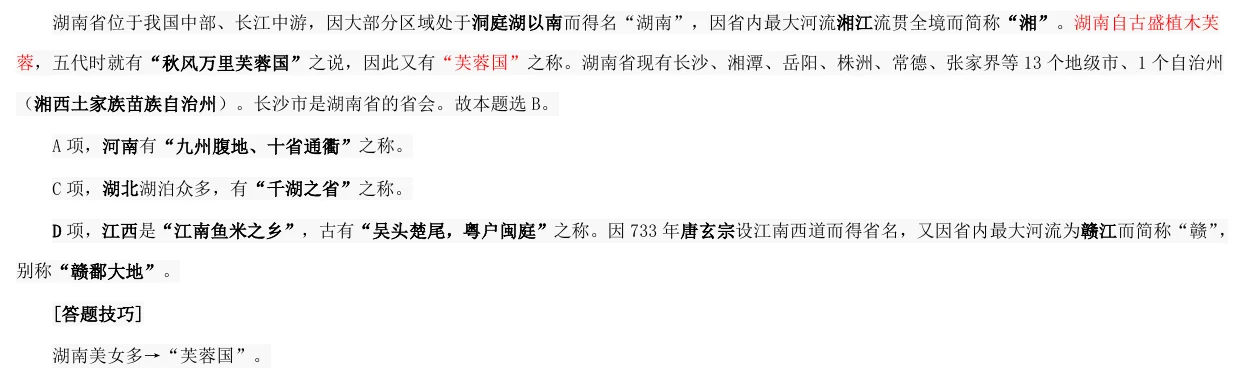 湖南省位于我国中部、长江中游，因大部分区域处于洞庭湖以南而得名“湖南”，因省内最大河流湘江流贯全境而简称“湘”。湖南自古盛植木芙
蓉，五代时就有“秋风万里芙蓉国”之说，因此又有“芙蓉国”之称。湖南省现有长沙、湘潭、岳阳、株洲、常德、张家界等 13 个地级市、1 个自治州
（湘西土家族苗族自治州）。长沙市是湖南省的省会。故本题选 B。
A 项，河南有“九州腹地、十省通衢”之称。
C 项，湖北湖泊众多，有“千湖之省”之称。
D 项，江西是“江南鱼米之乡”，古有“吴头楚尾，粤户闽庭”之称。因 733 年唐玄宗设江南西道而得省名，又因省内最大河流为赣江而简称“赣”，
别称“赣鄱大地”。
[答题技巧]
湖南美女多→“芙蓉国”。